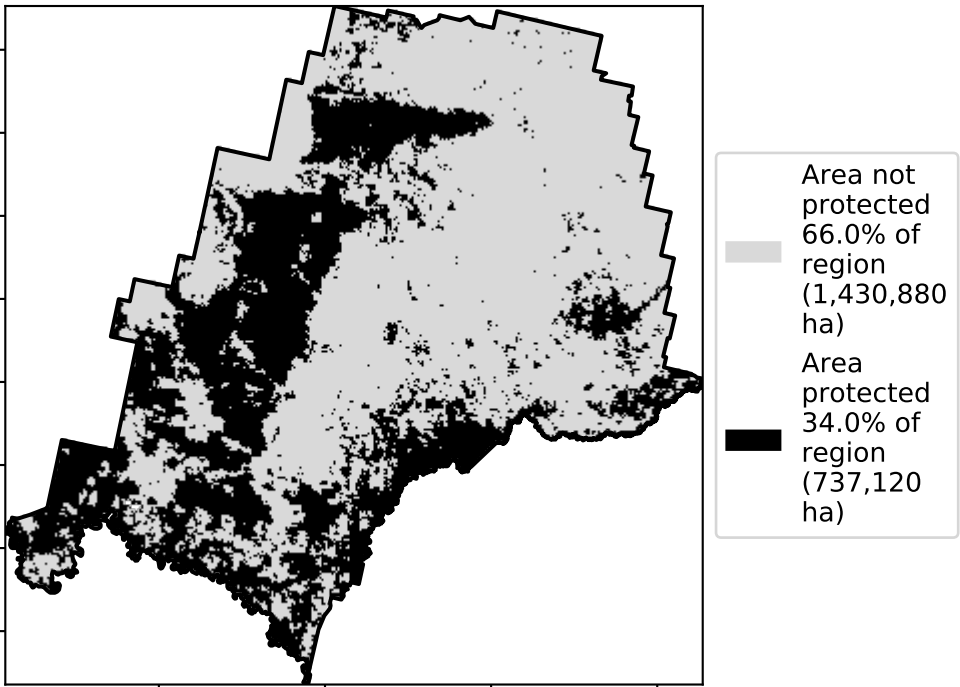 Area not
protected
66.0% of
region
(1,430,880
ha)
Area
protected
34.0% of
region
(737,120
ha)